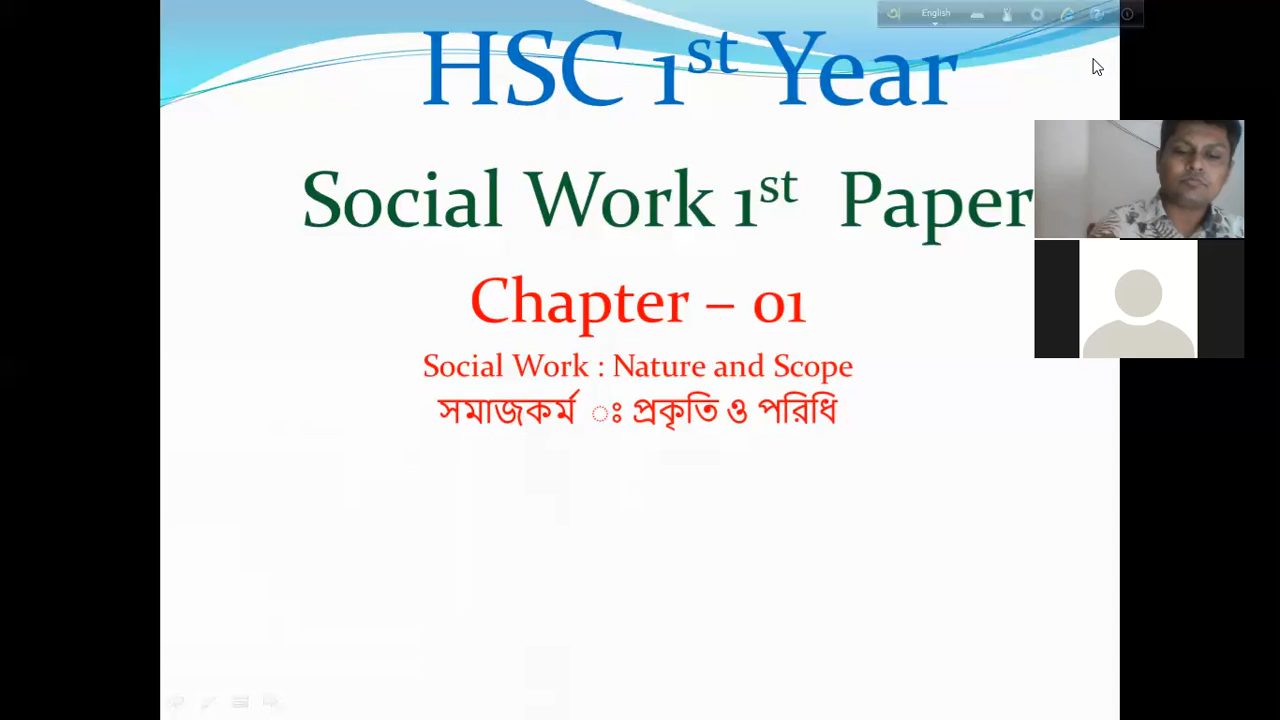 English
HSC 1st Year
Social Work 1st Paper
Chapter – 01
Social Work : Nature and Scope
সমাজকর্ম ঃ প্রকৃতি ও পরিধি